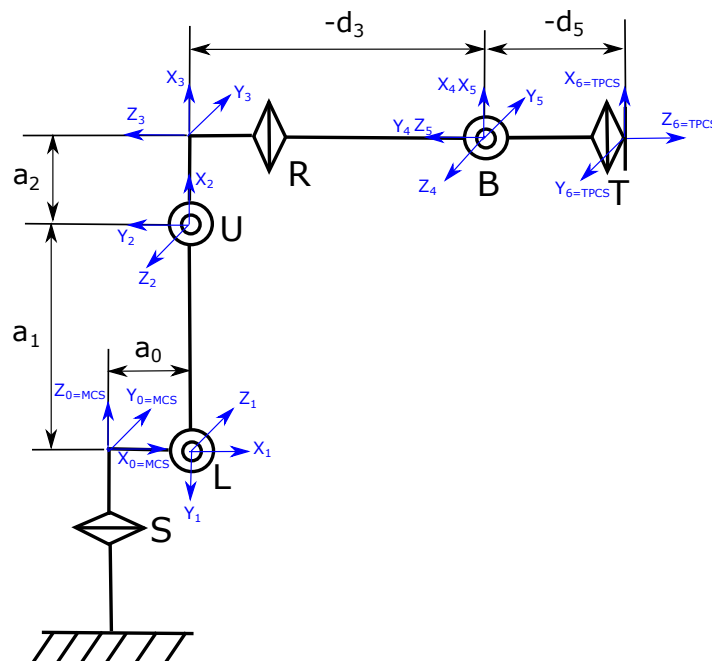 -d₃
-d₅
X₃
Y₃
X₄ X₅
Y₅
X₆₌TPCS
Z₃
Y₄ Z₅
Z₆₌TPCS
a₂
R
B
T
X₂
Z₄
Y₆₌TPCS
Y₂
U
Z₂
a₁
a₀
Z₀₌MCS
Y₀₌MCS
Z₁
X₀₌MCS
X₁
L
Y₁
S